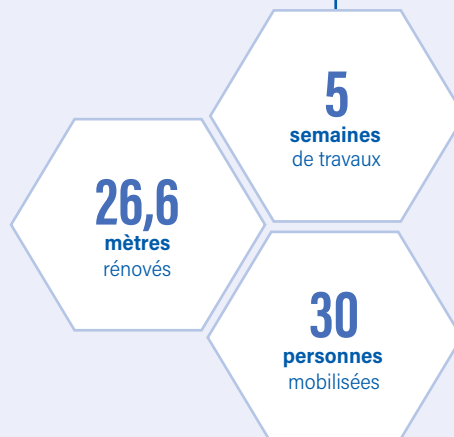 5
semaines
de travaux
26,6
mètres
rénovés
30
personnes
mobilisées